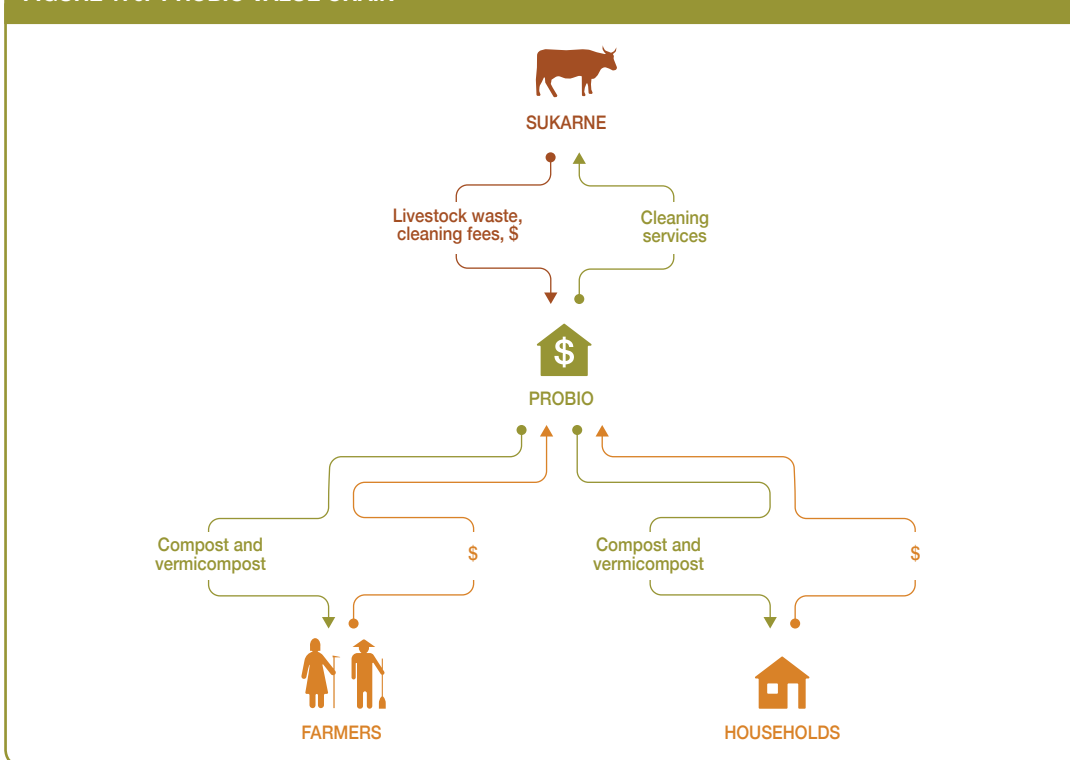 SUKARNE
Livestock waste,
cleaning fees, $
Cleaning
services
$
PROBIO
Compost and
vermicompost
$
Compost and
vermicompost
$
FARMERS
HOUSEHOLDS